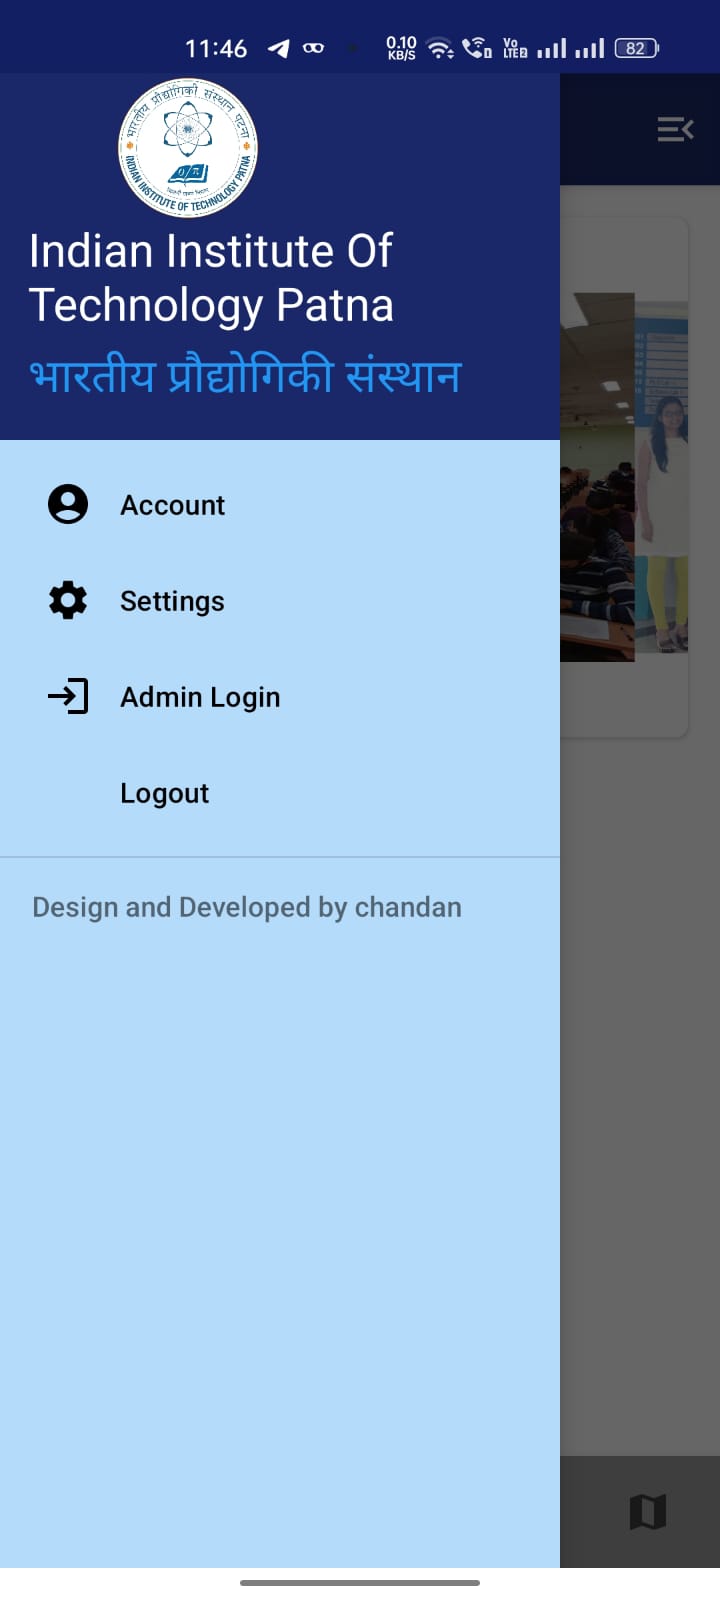 11:46
0.10
KB/S
Vo
LTE2
82
भारतीय प्रौद्योगिकी संस्थान पटना
INDIAN INSTITUTE OF TECHNOLOGY PATNA
Indian Institute Of
Technology Patna
भारतीय प्रौद्योगिकी संस्थान
Account
Settings
Admin Login
Logout
Design and Developed by chandan